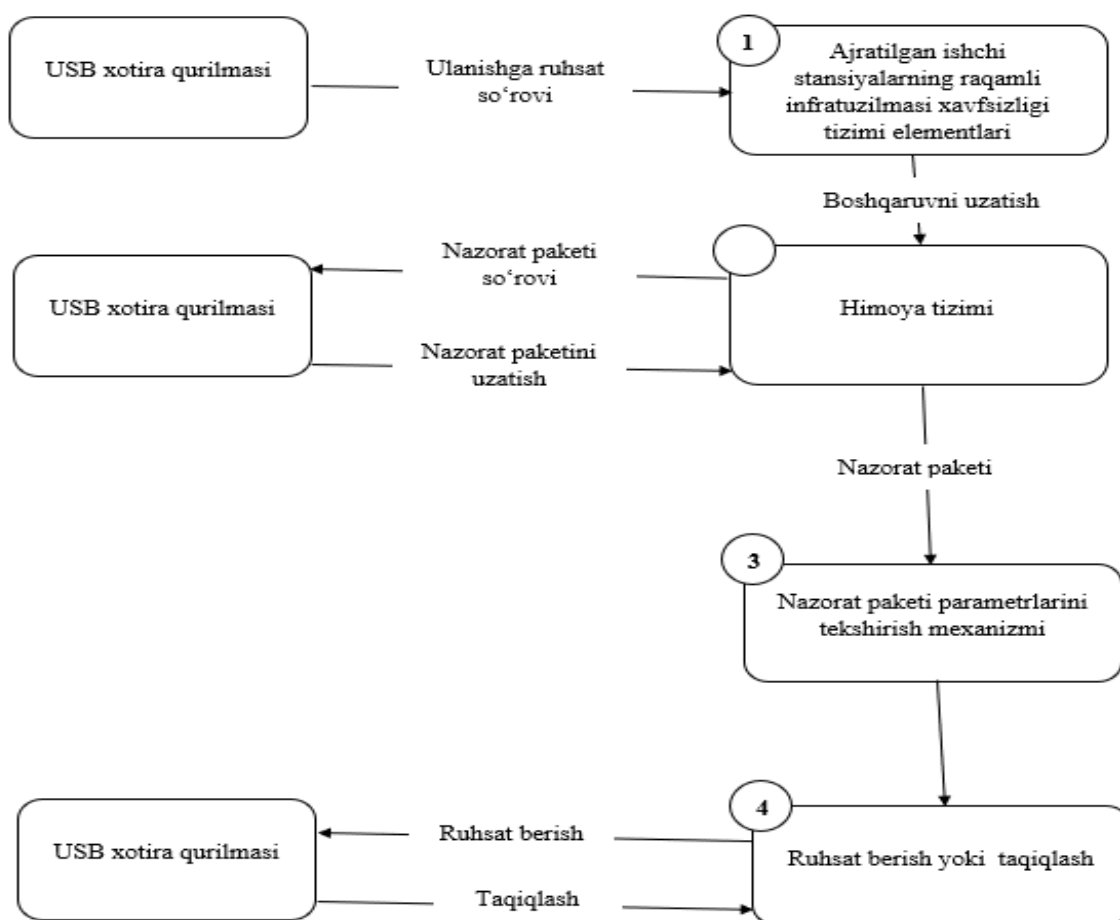 USB xotira qurilmasi
Ulanishga ruhsat
so‘rovi
1
Ajratilgan ishchi
stansiyalarning raqamli
infratuzilmasi xavfsizligi
tizimi elementlari
Boshqaruvni uzatish
USB xotira qurilmasi
Nazorat paketi
so‘rovi
Nazorat paketini
uzatish
Himoya tizimi
Nazorat paketi
3
Nazorat paketi parametrlarini
tekshirish mexanizmi
USB xotira qurilmasi
Ruhsat berish
Taqiqlash
4
Ruhsat berish yoki taqiqlash